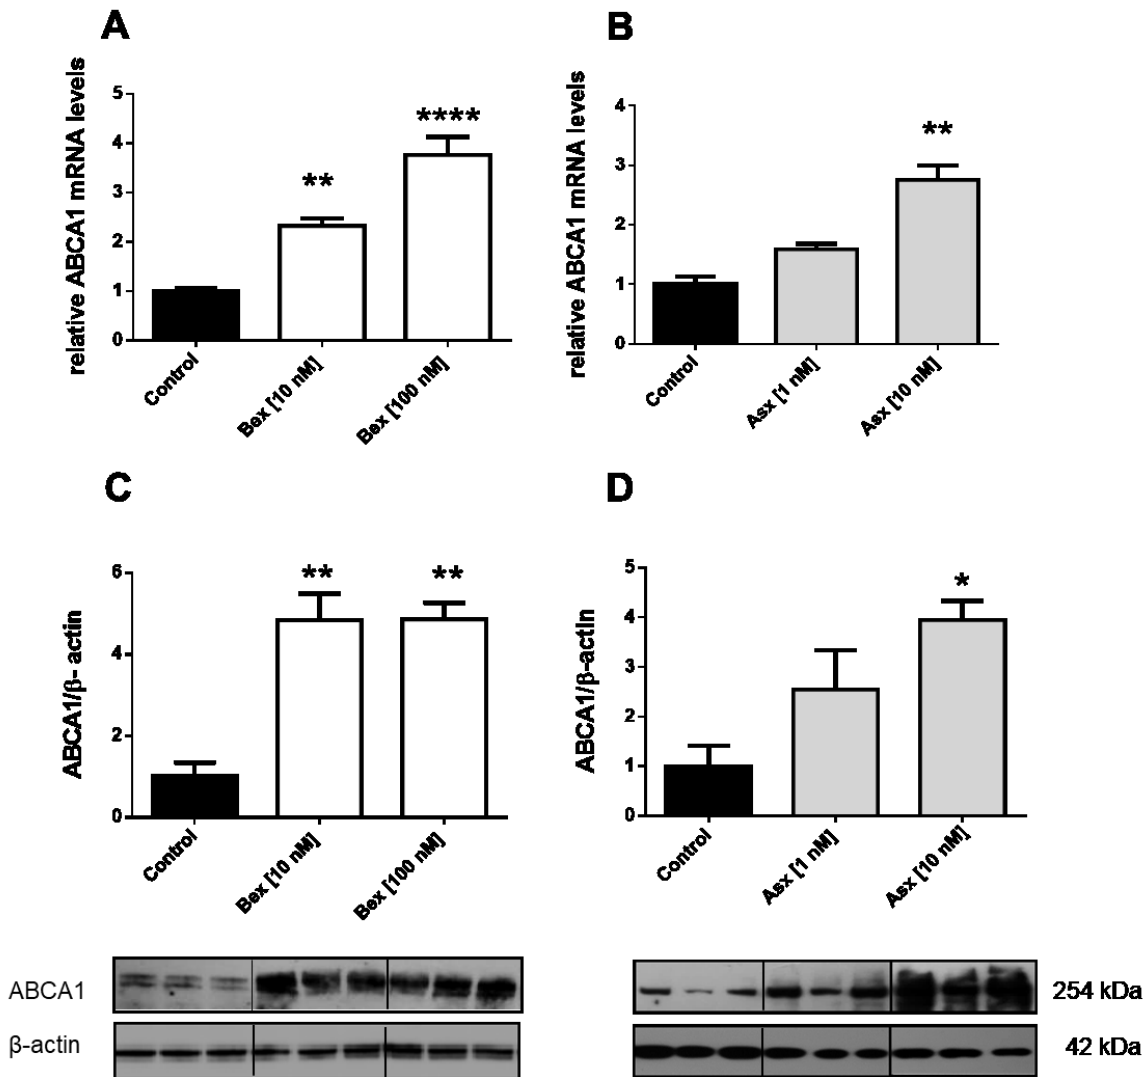 A
relative ABCA1 mRNA levels
5
4
3
2
1
0
**
****
Control
Bex [10 nM]
Bex [100 nM]
B
relative ABCA1 mRNA levels
4
3
2
1
0
**
Control
Asx [1 nM]
Asx [10 nM]
C
ABCA1/β- actin
6
4
2
0
**
**
Control
Bex [10 nM]
Bex [100 nM]
D
ABCA1/β-actin
5
4
3
2
1
0
*
Control
Asx [1 nM]
Asx [10 nM]
ABCA1
254 kDa
β-actin
42 kDa